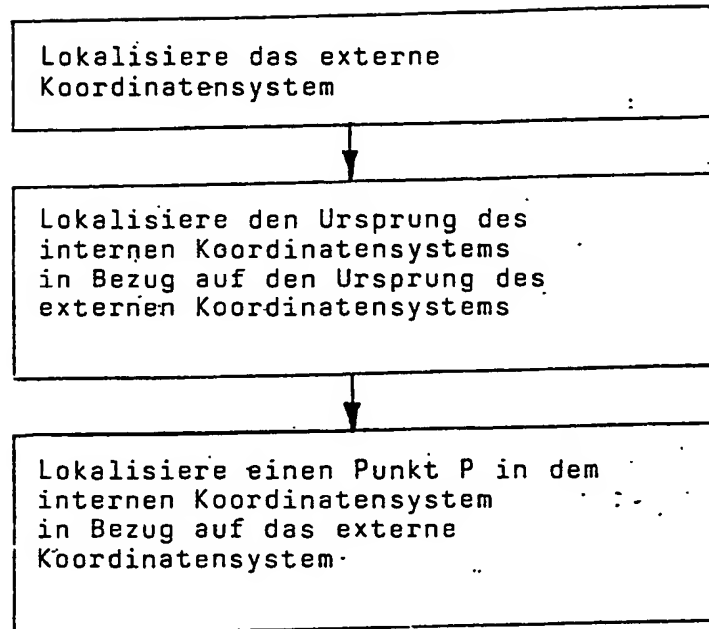 Lokalisiere das externe
Koordinatensystem
Lokalisiere den Ursprung des
internen Koordinatensystems
in Bezug auf den Ursprung des
externen Koordinatensystems
Lokalisiere einen Punkt P in dem
internen Koordinatensystem
in Bezug auf das externe
Koordinatensystem